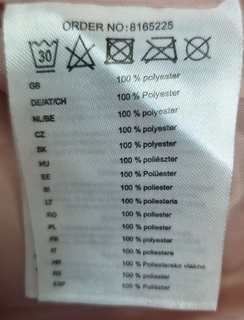 ORDER NO:8165225
30
GB 100 % polyester
DE/AT/CH 100 % Polyester
NL/BE 100 % polyester
CZ 100 % polyester
SK 100 % polyester
HU 100 % poliészter
EE 100 % Polüester
SI 100 % poliester
LT 100 % poliesteris
RO 100 % poliester
PL 100 % poliester
FR 100 % polyester
IT 100 % poliestere
HR 100 % Poliestersko vlakno
100 % poliester
ESP 100 % Poliéster